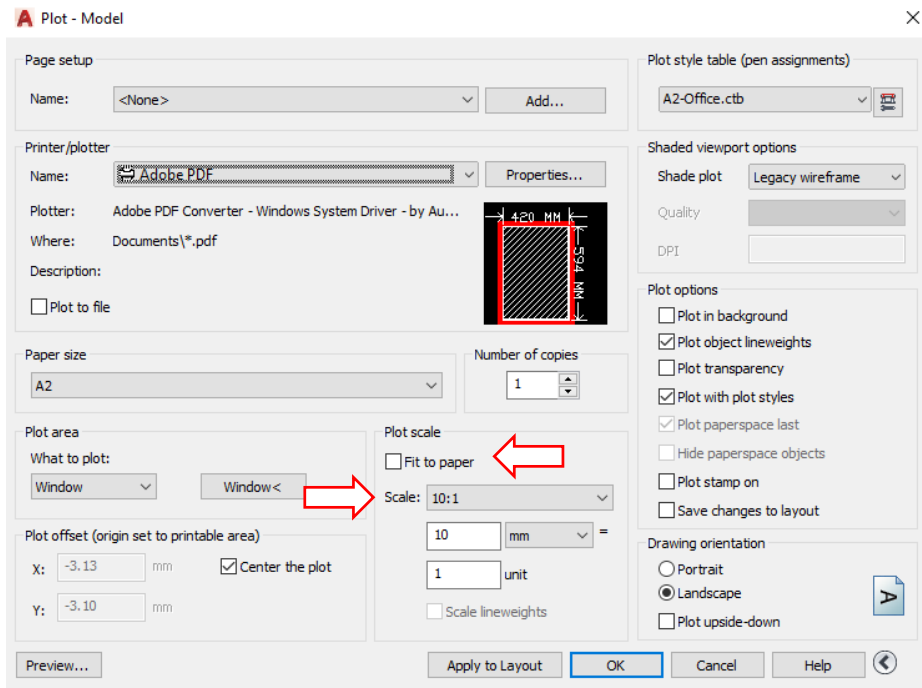 Plot - Model
Page setup
Name: <None> Add...
Plot style table (pen assignments)
A2-Office.ctb
Printer/plotter
Name: Adobe PDF Properties...
Plotter: Adobe PDF Converter - Windows System Driver - by Au...
Where: Documents\*.pdf
Description:
Plot to file
420 MM
594 MM
Shaded viewport options
Shade plot Legacy wireframe
Quality
DPI
Paper size
A2
Number of copies
1
Plot options
Plot in background
Plot object lineweights
Plot transparency
Plot with plot styles
Plot paperspace last
Hide paperspace objects
Plot stamp on
Save changes to layout
Plot area
What to plot:
Window Window<
Plot scale
Fit to paper
Scale: 10:1
10 mm =
1 unit
Scale lineweights
Plot offset (origin set to printable area)
X: -3.13 mm Center the plot
Y: -3.10 mm
Drawing orientation
Portrait
Landscape
Plot upside-down
A
Preview... Apply to Layout OK Cancel Help